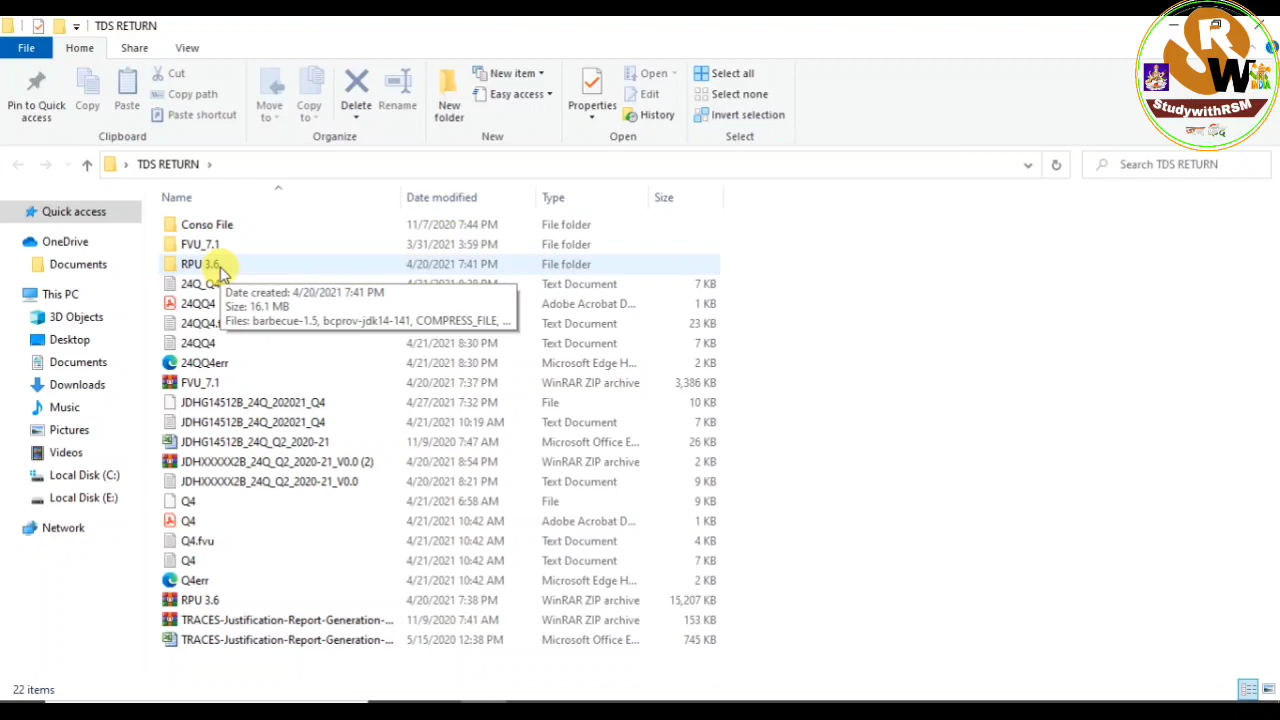 TDS RETURN
File Home Share View
Pin to Quick access
Copy
Paste
Cut
Copy path
Paste shortcut
Clipboard
Move to
Copy to
Delete
Rename
Organize
New folder
New item
Easy access
New
Properties
Open
Edit
History
Open
Select all
Select none
Invert selection
Select
RW
INDIA
StudywithRSM
TDS RETURN
Search TDS RETURN
Name Date modified Type Size
Quick access
OneDrive
Documents
This PC
3D Objects
Desktop
Documents
Downloads
Music
Pictures
Videos
Local Disk (C:)
Local Disk (E:)
Network
Conso File 11/7/2020 7:44 PM File folder
FVU_7.1 3/31/2021 3:59 PM File folder
RPU 3.6 4/20/2021 7:41 PM File folder
24Q_Q4 Text Document 7 KB
Date created: 4/20/2021 7:41 PM
Size: 16.1 MB
Files: barbecue-1.5, bcprov-jdk14-141, COMPRESS_FILE, ...
24QQ4 Adobe Acrobat D... 1 KB
24QQ4.f Text Document 23 KB
24QQ4 4/21/2021 8:30 PM Text Document 7 KB
24QQ4err 4/21/2021 8:30 PM Microsoft Edge H... 2 KB
FVU_7.1 4/20/2021 7:37 PM WinRAR ZIP archive 3,386 KB
JDHG14512B_24Q_202021_Q4 4/27/2021 7:32 PM File 10 KB
JDHG14512B_24Q_202021_Q4 4/21/2021 10:19 AM Text Document 7 KB
JDHG14512B_24Q_Q2_2020-21 11/9/2020 7:47 AM Microsoft Office E... 26 KB
JDHXXXXX2B_24Q_Q2_2020-21_V0.0 (2) 4/20/2021 8:54 PM WinRAR ZIP archive 2 KB
JDHXXXXX2B_24Q_Q2_2020-21_V0.0 4/20/2021 8:21 PM Text Document 9 KB
Q4 4/21/2021 6:58 AM File 9 KB
Q4 4/21/2021 10:42 AM Adobe Acrobat D... 1 KB
Q4.fvu 4/21/2021 10:42 AM Text Document 4 KB
Q4 4/21/2021 10:42 AM Text Document 7 KB
Q4err 4/21/2021 10:42 AM Microsoft Edge H... 2 KB
RPU 3.6 4/20/2021 7:38 PM WinRAR ZIP archive 15,207 KB
TRACES-Justification-Report-Generation-... 11/9/2020 7:41 AM WinRAR ZIP archive 153 KB
TRACES-Justification-Report-Generation-... 5/15/2020 12:38 PM Microsoft Office E... 745 KB
22 items